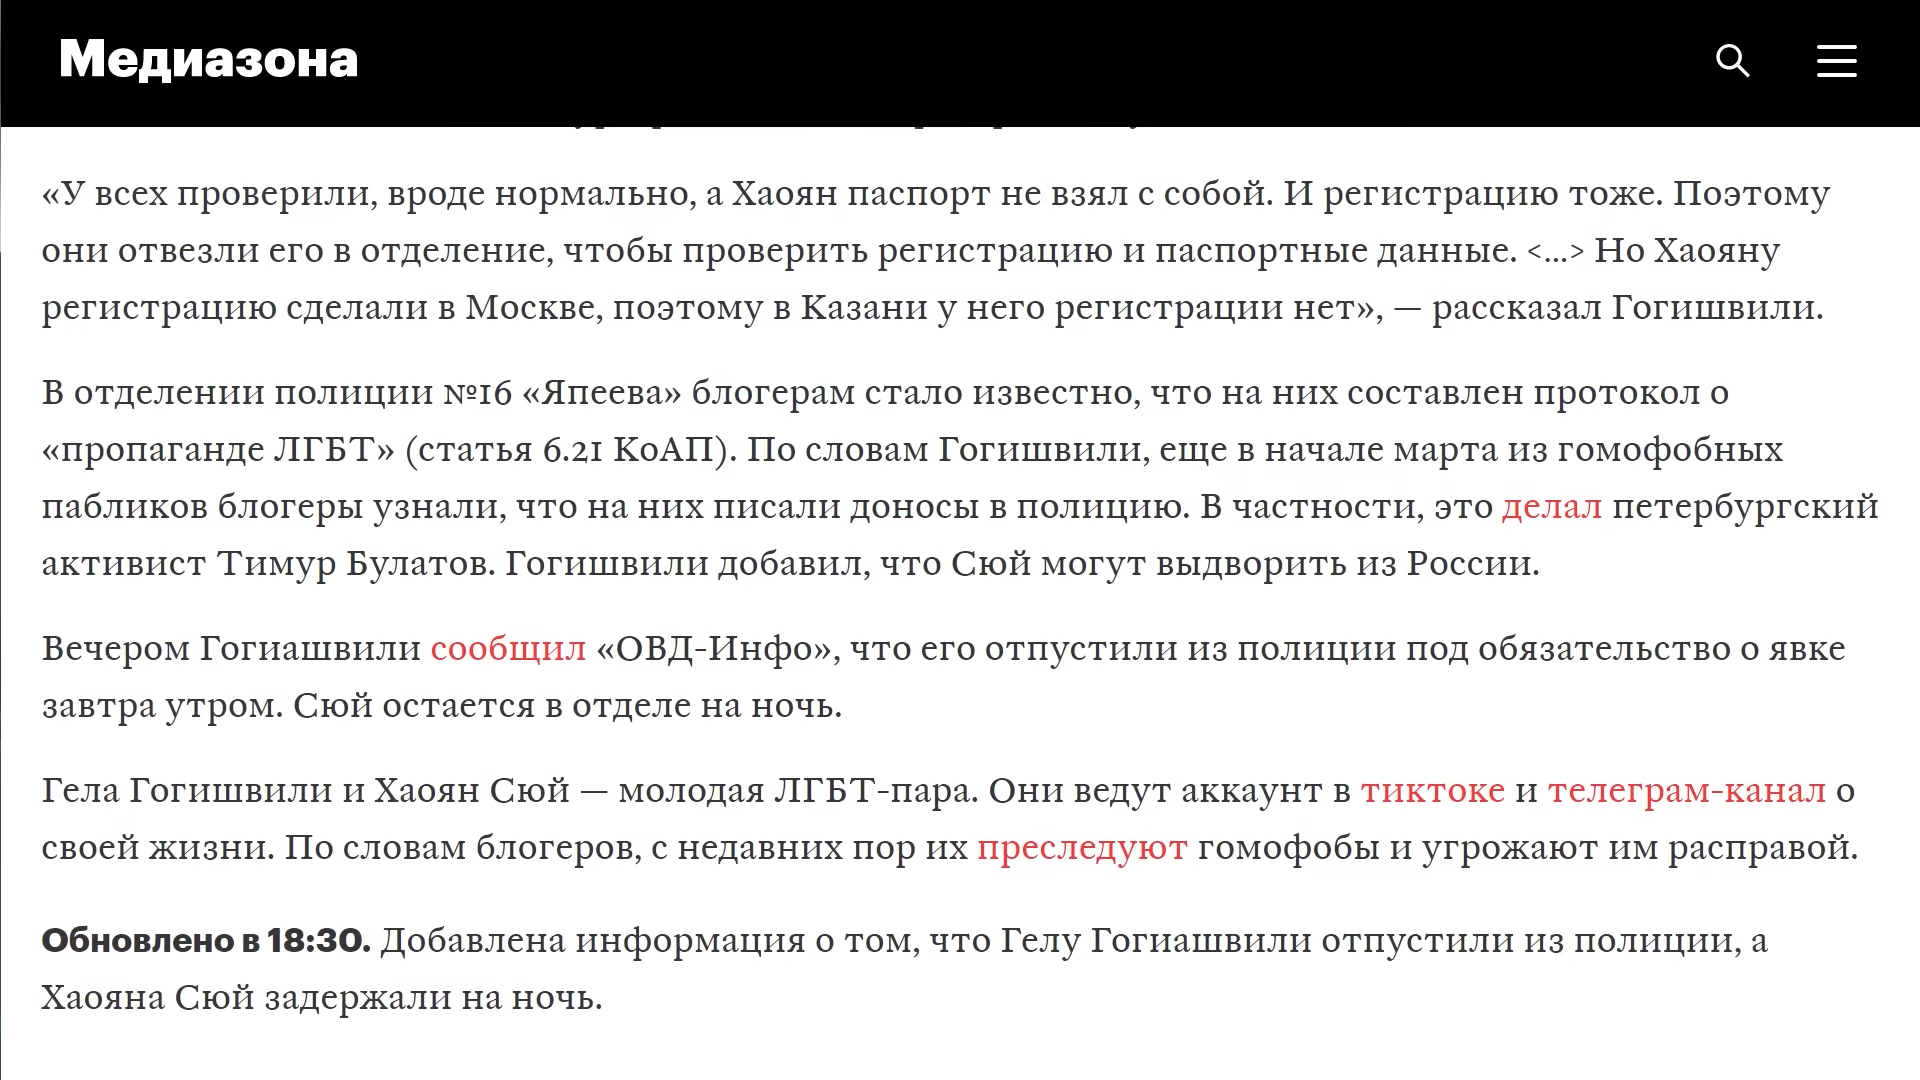 Медиазона
«У всех проверили, вроде нормально, а Хаоян паспорт не взял с собой. И регистрацию тоже. Поэтому
они отвезли его в отделение, чтобы проверить регистрацию и паспортные данные. <...> Но Хаояну
регистрацию сделали в Москве, поэтому в Казани у него регистрации нет», — рассказал Гогишвили.
В отделении полиции №16 «Япеева» блогерам стало известно, что на них составлен протокол о
«пропаганде ЛГБТ» (статья 6.21 КоАП). По словам Гогишвили, еще в начале марта из гомофобных
пабликов блогеры узнали, что на них писали доносы в полицию. В частности, это делал петербургский
активист Тимур Булатов. Гогишвили добавил, что Сюй могут выдворить из России.
Вечером Гогиашвили сообщил «ОВД-Инфо», что его отпустили из полиции под обязательство о явке
завтра утром. Сюй остается в отделе на ночь.
Гела Гогишвили и Хаоян Сюй — молодая ЛГБТ-пара. Они ведут аккаунт в тиктоке и телеграм-канал о
своей жизни. По словам блогеров, с недавних пор их преследуют гомофобы и угрожают им расправой.
Обновлено в 18:30. Добавлена информация о том, что Гелу Гогиашвили отпустили из полиции, а
Хаояна Сюй задержали на ночь.